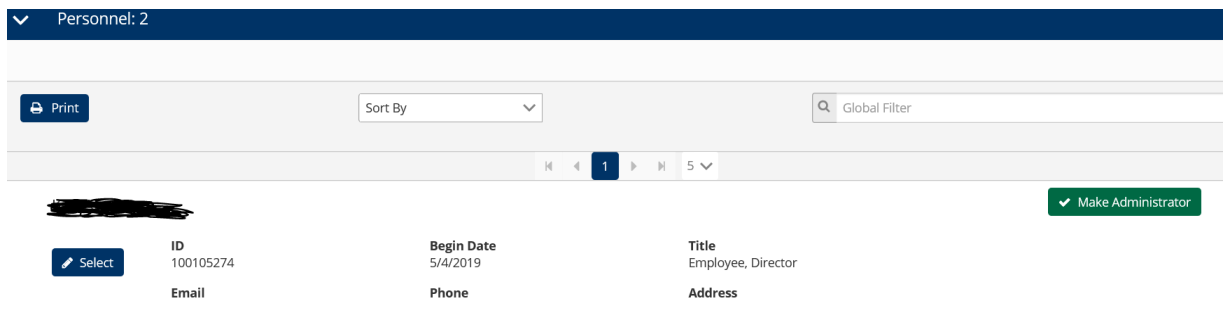 Personnel: 2
Print Sort By Global Filter
1 5
Make Administrator
ID Begin Date Title
Select 100105274 5/4/2019 Employee, Director
Email Phone Address